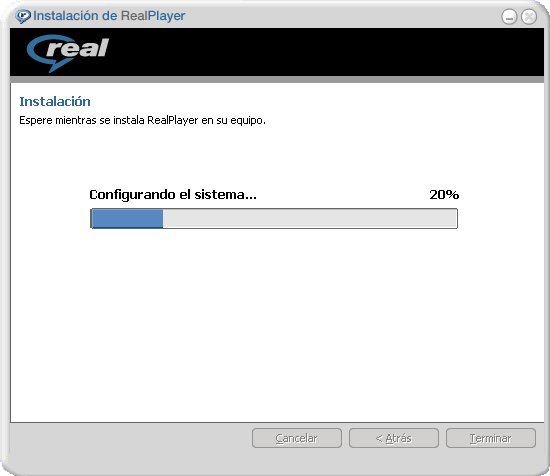 Instalación de RealPlayer
real
Instalación
Espere mientras se instala RealPlayer en su equipo.
Configurando el sistema... 20%
Cancelar < Atrás Terminar